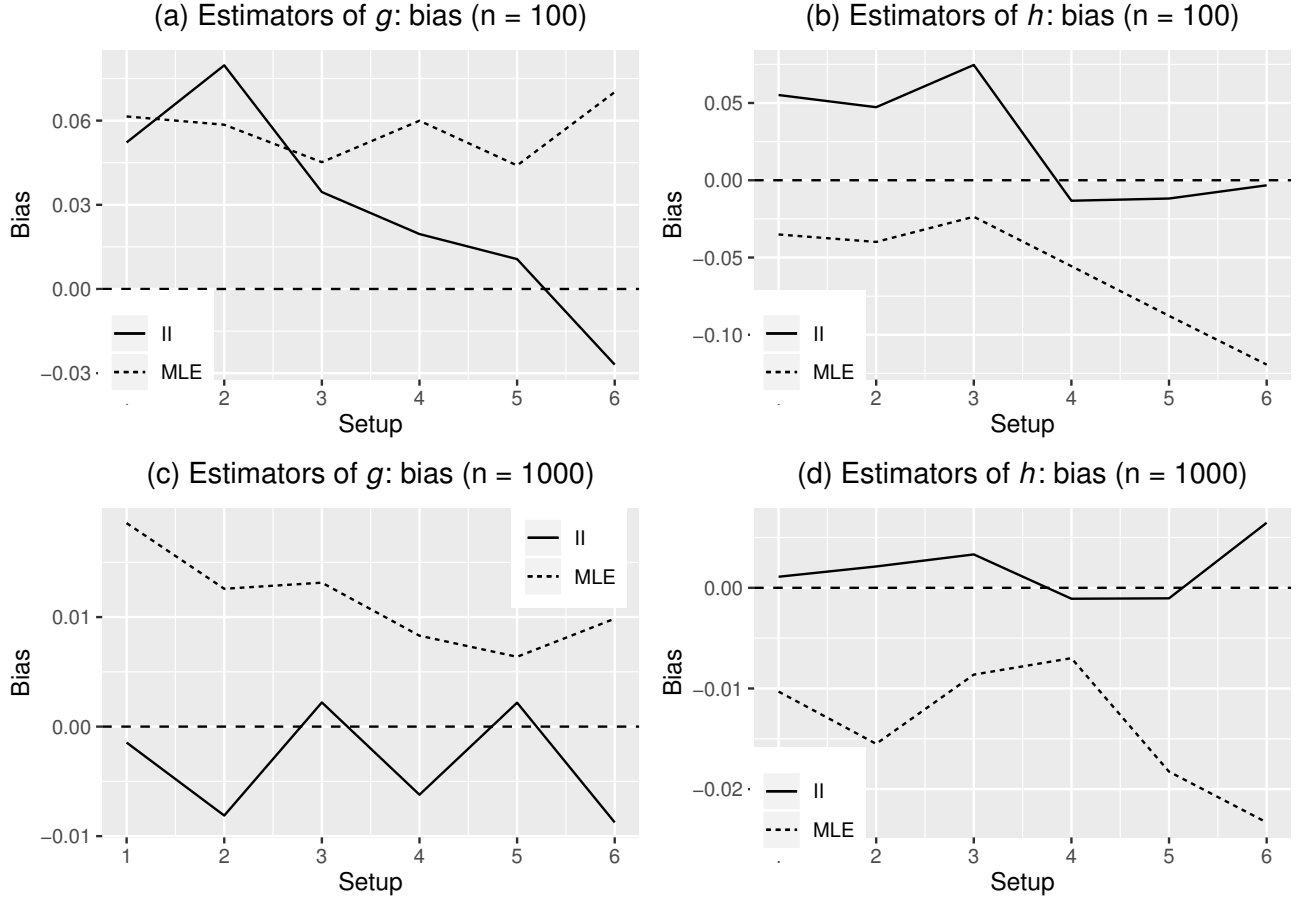 (a) Estimators of g: bias (n = 100)
0.06
0.03
0.00
−0.03
Bias
II
MLE
2 3 4 5 6
Setup
(b) Estimators of h: bias (n = 100)
0.05
0.00
−0.05
−0.10
Bias
II
MLE
2 3 4 5 6
Setup
(c) Estimators of g: bias (n = 1000)
0.01
0.00
−0.01
Bias
II
MLE
1 2 3 4 5 6
Setup
(d) Estimators of h: bias (n = 1000)
0.00
−0.01
−0.02
Bias
II
MLE
2 3 4 5 6
Setup